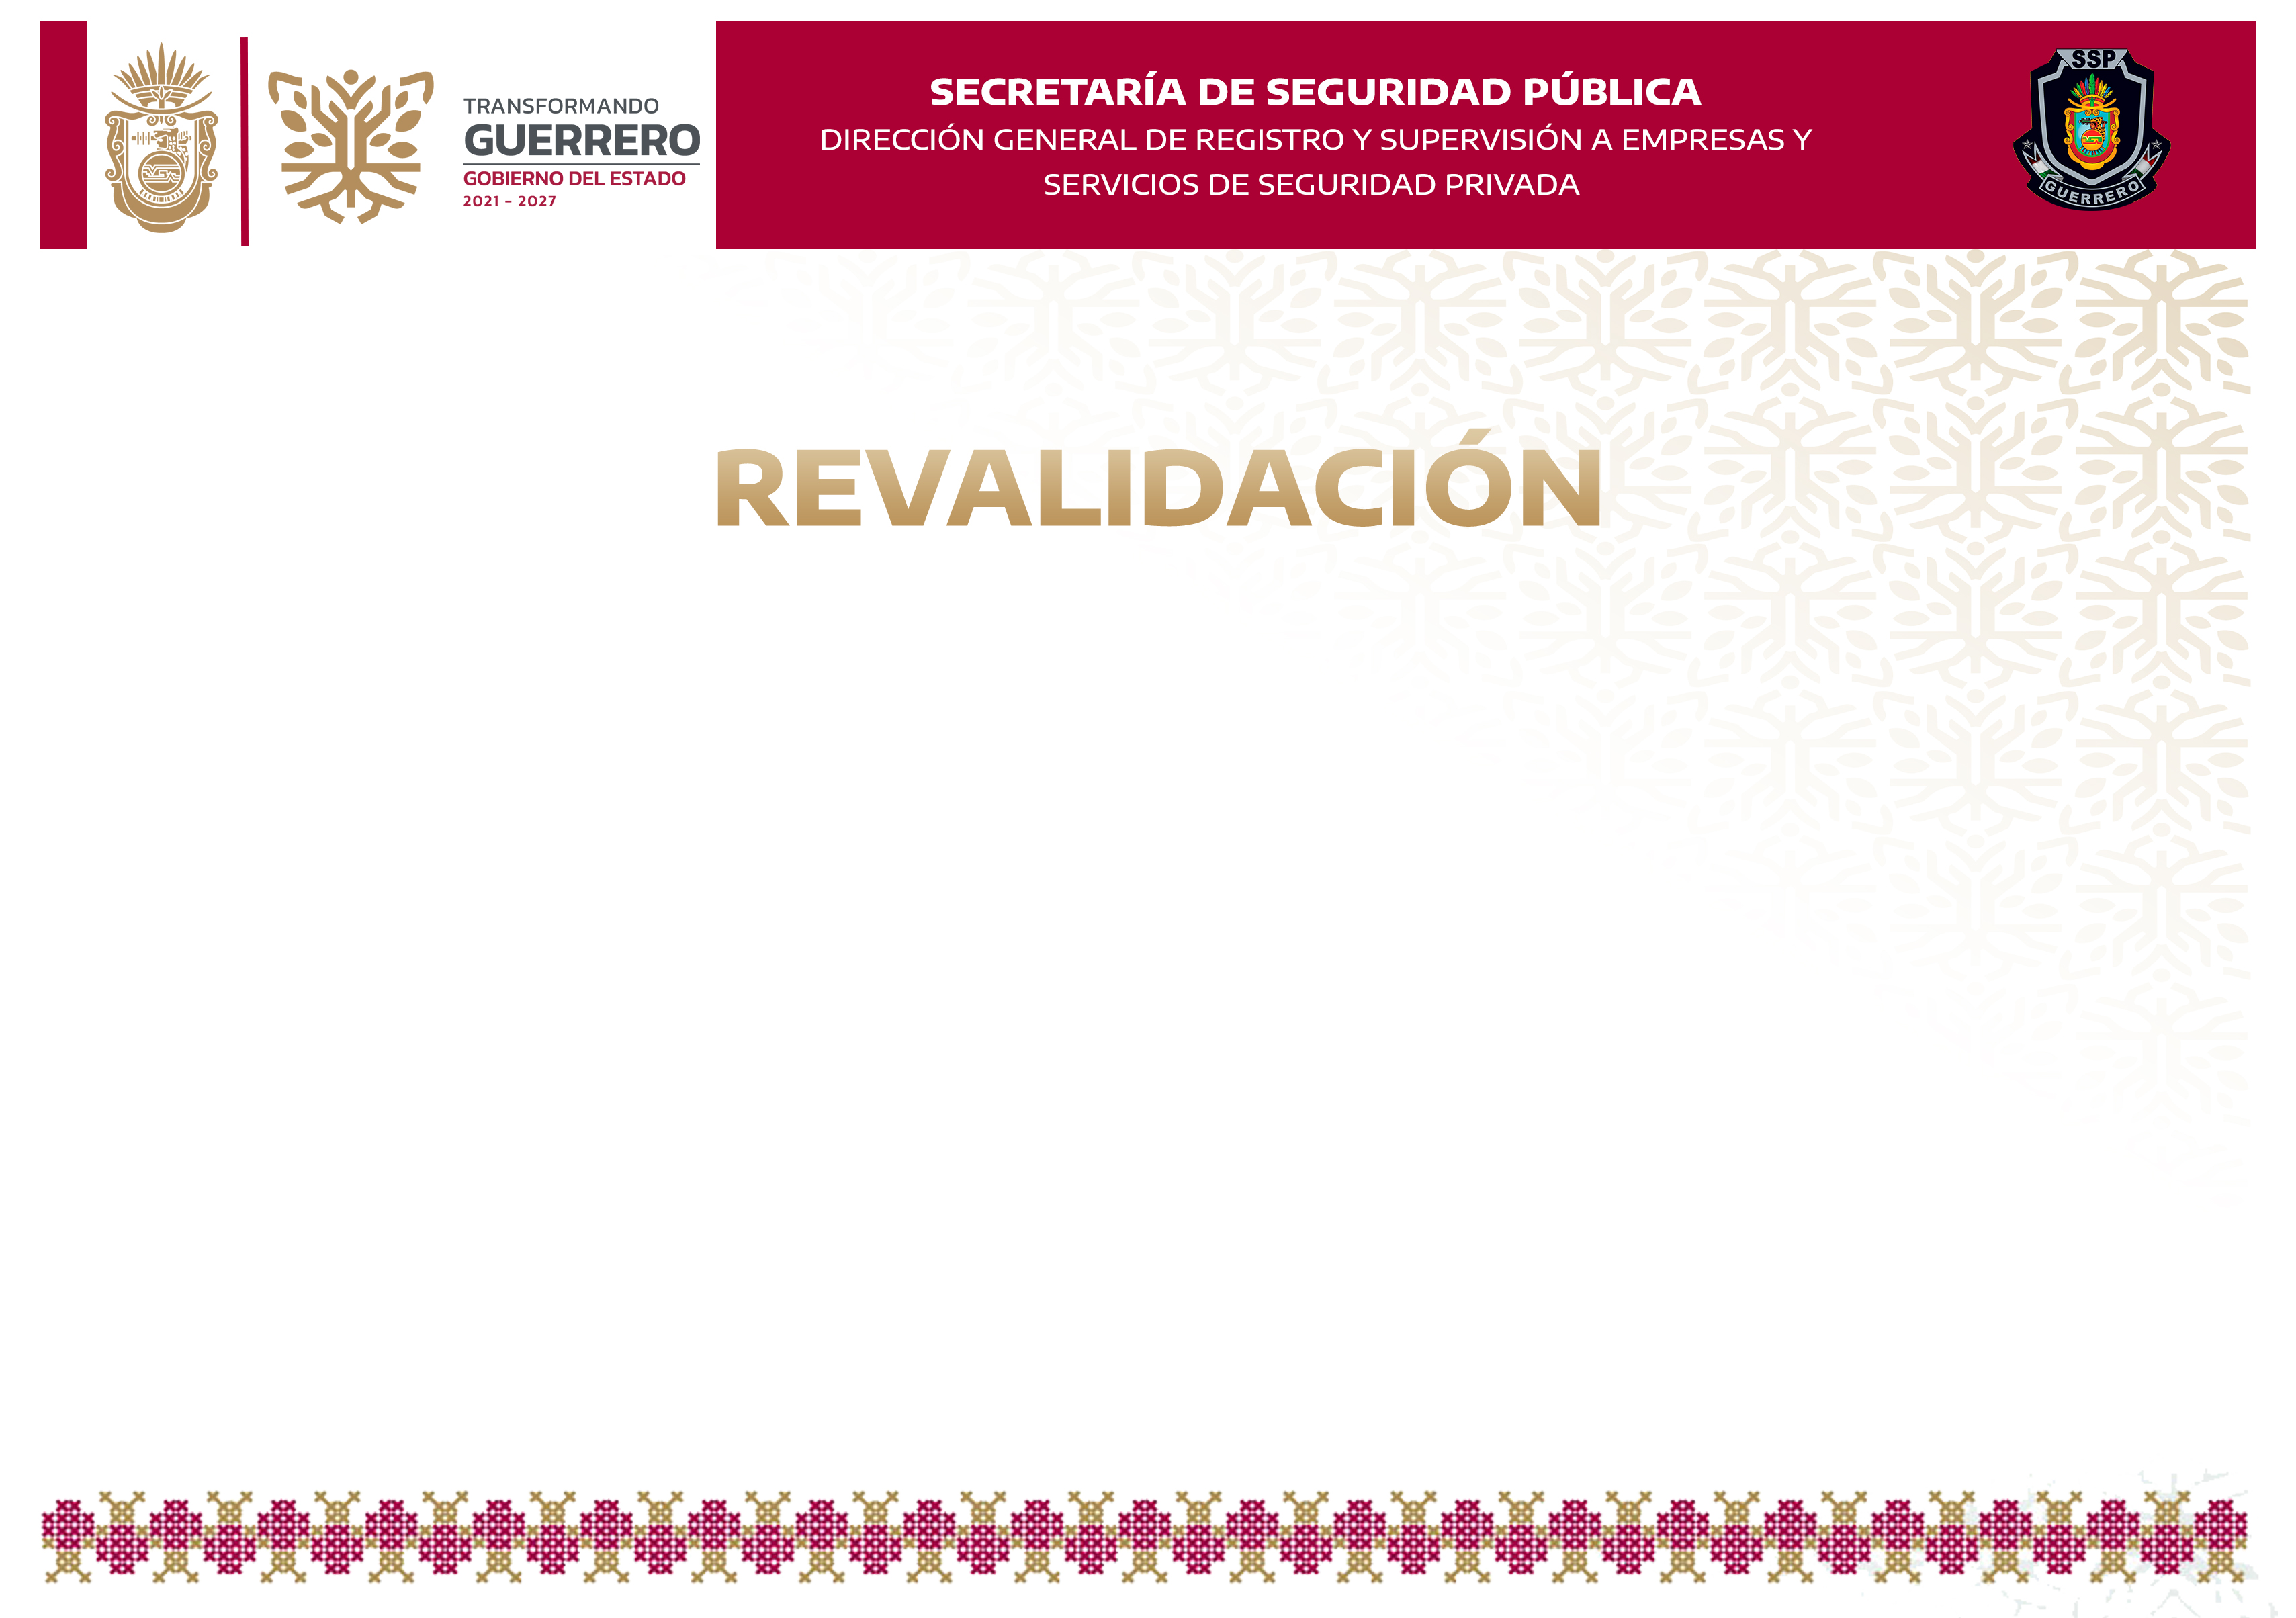 TRANSFORMANDO
GUERRERO
GOBIERNO DEL ESTADO
2021 - 2027
SECRETARÍA DE SEGURIDAD PÚBLICA
DIRECCIÓN GENERAL DE REGISTRO Y SUPERVISIÓN A EMPRESAS Y
SERVICIOS DE SEGURIDAD PRIVADA
SSP
GUERRERO
REVALIDACIÓN